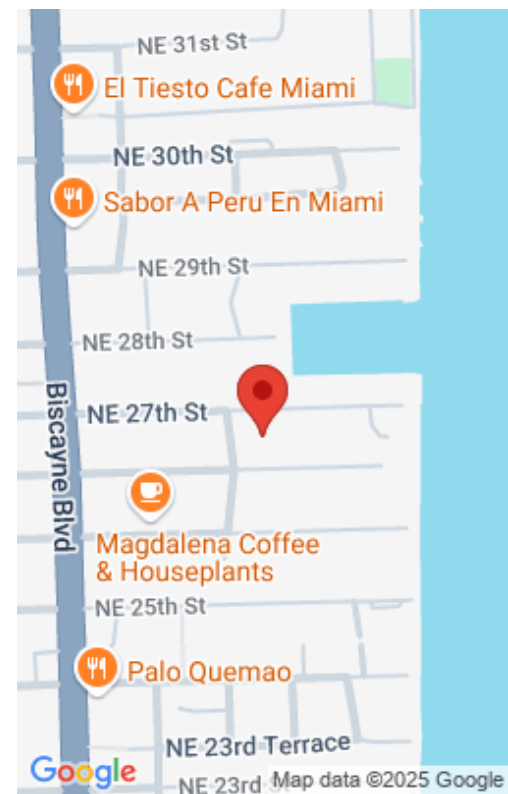 NE 31st St
El Tiesto Cafe Miami
NE 30th St
Sabor A Peru En Miami
NE 29th St
NE 28th St
Biscayne Blvd
NE 27th St
Magdalena Coffee
& Houseplants
NE 25th St
Palo Quemao
NE 23rd Terrace
Google
NE 23rd S
Map data ©2025 Google